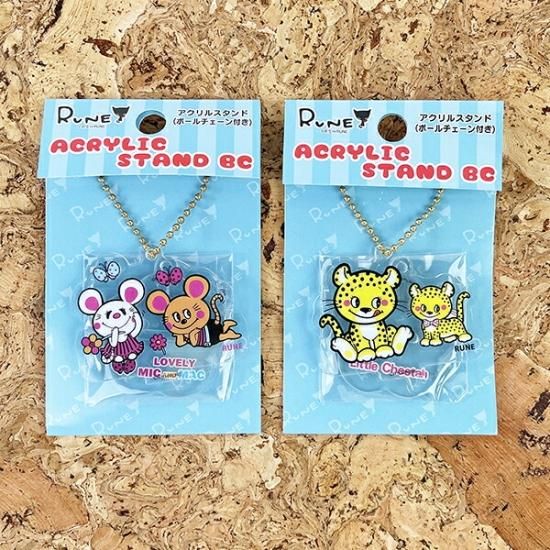 RUNE
アクリルスタンド
(ボールチェーン付き)
ACRYLIC
STAND BC
RUNE
LOVELY
MIC AND MAC
RUNE
アクリルスタンド
(ボールチェーン付き)
ACRYLIC
STAND BC
RUNE
Little Cheetah